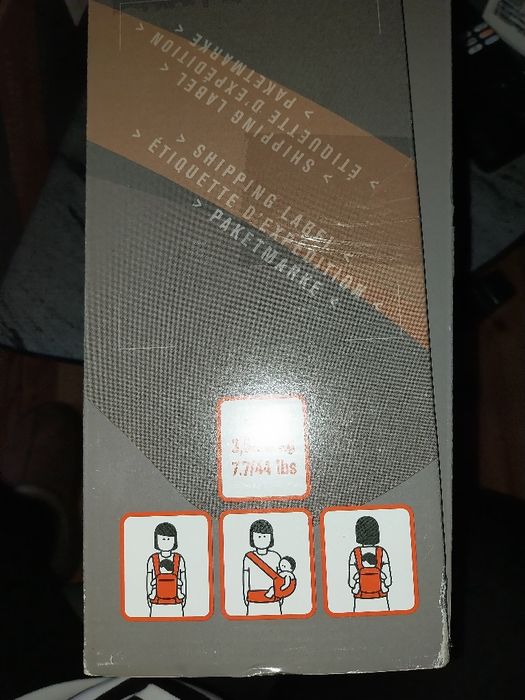 > SHIPPING LABEL <
> ÉTIQUETTE D'EXPÉDITION <
> PAKETMARKE <
> SHIPPING LABEL <
> ÉTIQUETTE D'EXPÉDITION <
> PAKETMARKE <
7.7/44 lbs